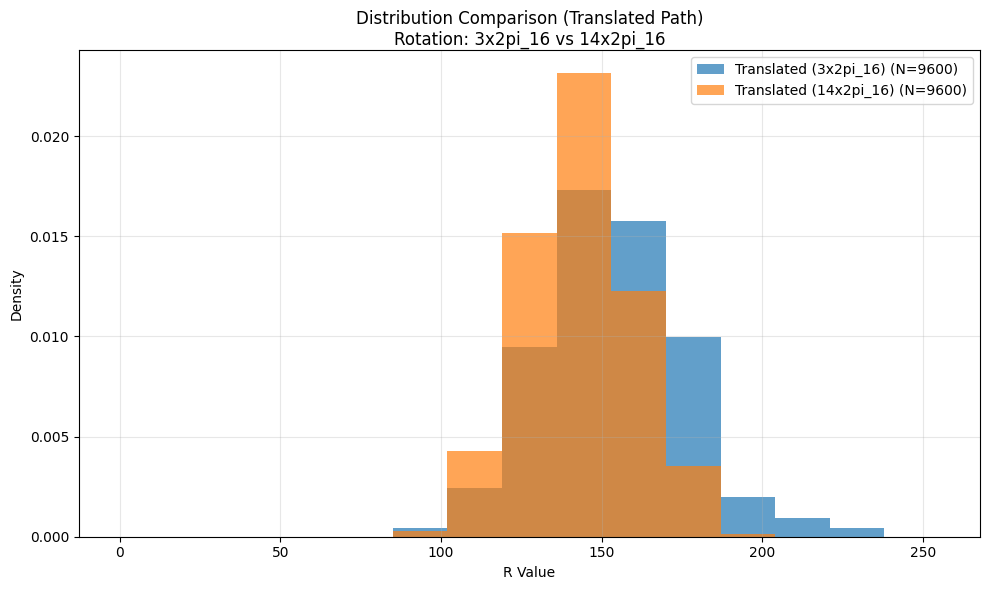 Distribution Comparison (Translated Path)
Rotation: 3x2pi_16 vs 14x2pi_16
Translated (3x2pi_16) (N=9600)
Translated (14x2pi_16) (N=9600)
Density
0.020
0.015
0.010
0.005
0.000
0 50 100 150 200 250
R Value